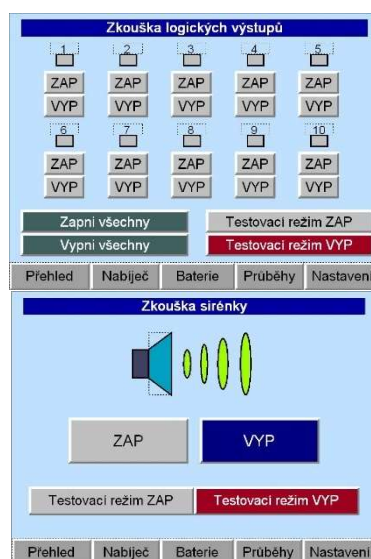 Zkouška logických výstupů
1 2 3 4 5
ZAP ZAP ZAP ZAP ZAP
VYP VYP VYP VYP VYP
6 7 8 9 10
ZAP ZAP ZAP ZAP ZAP
VYP VYP VYP VYP VYP
Zapni všechny Testovací režim ZAP
Vypni všechny Testovací režim VYP
Přehled Nabíječ Baterie Průběhy Nastavení
Zkouška sirénky
ZAP VYP
Testovací režim ZAP Testovací režim VYP
Přehled Nabíječ Baterie Průběhy Nastavení